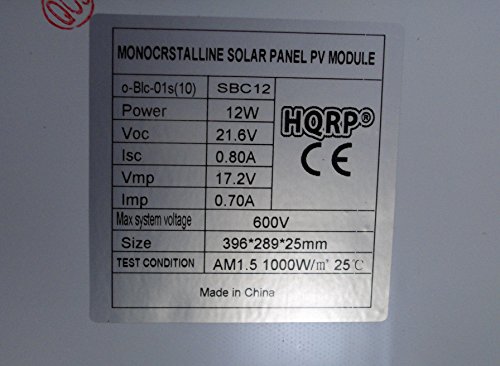 MONOCRSTALLINE SOLAR PANEL PV MODULE
o-Blc-01s(10) SBC12
Power 12W
Voc 21.6V
Isc 0.80A
Vmp 17.2V
Imp 0.70A
HQRP®
CE
Max system voltage 600V
Size 396*289*25mm
TEST CONDITION AM1.5 1000W/m² 25℃
Made in China